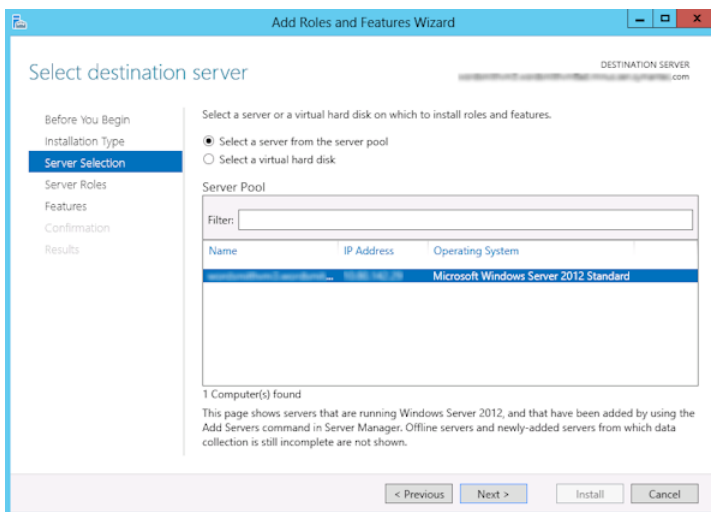 Add Roles and Features Wizard
Select destination server
DESTINATION SERVER
.com
Before You Begin
Installation Type
Server Selection
Server Roles
Features
Confirmation
Results
Select a server or a virtual hard disk on which to install roles and features.
Select a server from the server pool
Select a virtual hard disk
Server Pool
Filter:
Name IP Address Operating System
... Microsoft Windows Server 2012 Standard
1 Computer(s) found
This page shows servers that are running Windows Server 2012, and that have been added by using the
Add Servers command in Server Manager. Offline servers and newly-added servers from which data
collection is still incomplete are not shown.
< Previous Next > Install Cancel